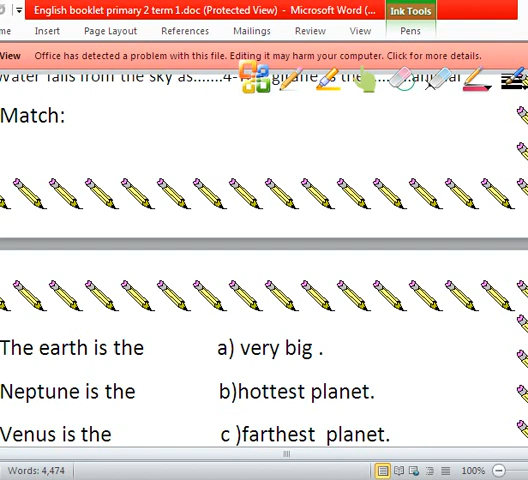 English booklet primary 2 term 1.doc (Protected View) - Microsoft Word (...
Ink Tools
me Insert Page Layout References Mailings Review View Pens
View Office has detected a problem with this file. Editing it may harm your computer. Click for more details.
Water falls from the sky as.......4-
Match:
The earth is the a) very big .
Neptune is the b)hottest planet.
Venus is the c )farthest planet.
Words: 4,474 100%